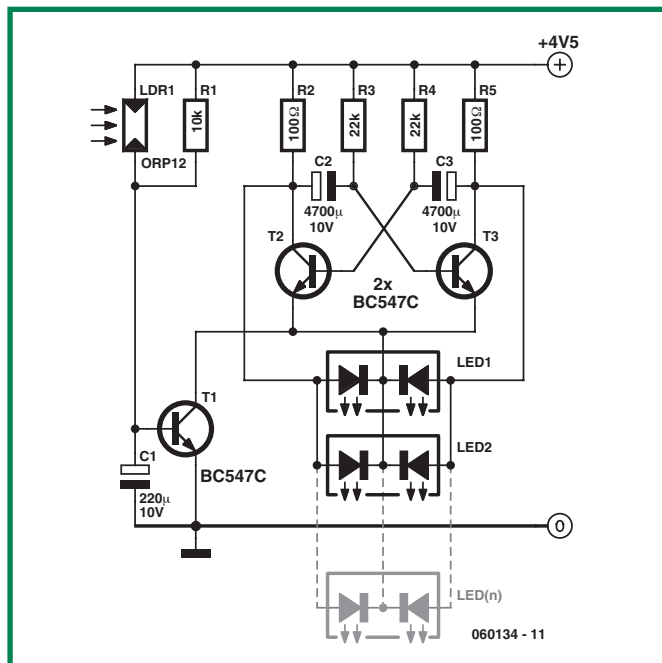 +4V5
LDR1
R1
10k
ORP12
R2
100Ω
R3
22k
R4
22k
R5
100Ω
C2
4700µ
10V
C3
4700µ
10V
T2
T3
2x
BC547C
LED1
T1
BC547C
LED2
C1
220µ
10V
0
LED(n)
060134 - 11